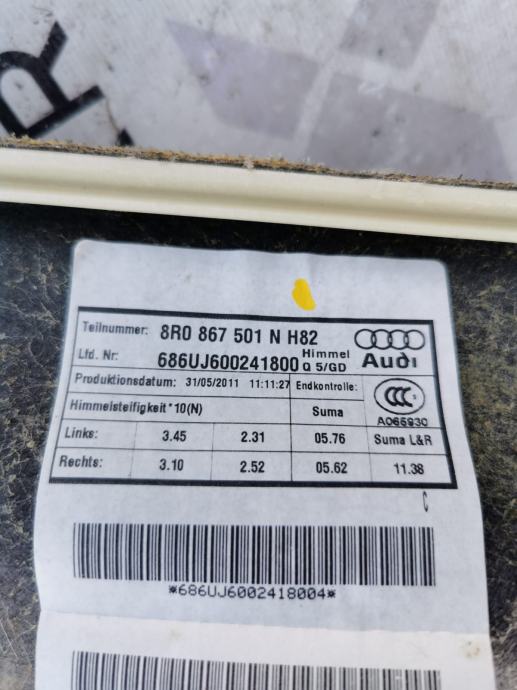 R
Teilnummer: 8R0 867 501 N H82
Lfd. Nr: 686UJ600241800 Himmel Q 5/GD
Audi
Produktionsdatum: 31/05/2011 11:11:27 Endkontrolle:
CCC S
A066930
Himmelsteifigkeit*10(N) Suma
Links: 3.45 2.31 05.76 Suma L&R
Rechts: 3.10 2.52 05.62 11.38
C
*686UJ6002418004*